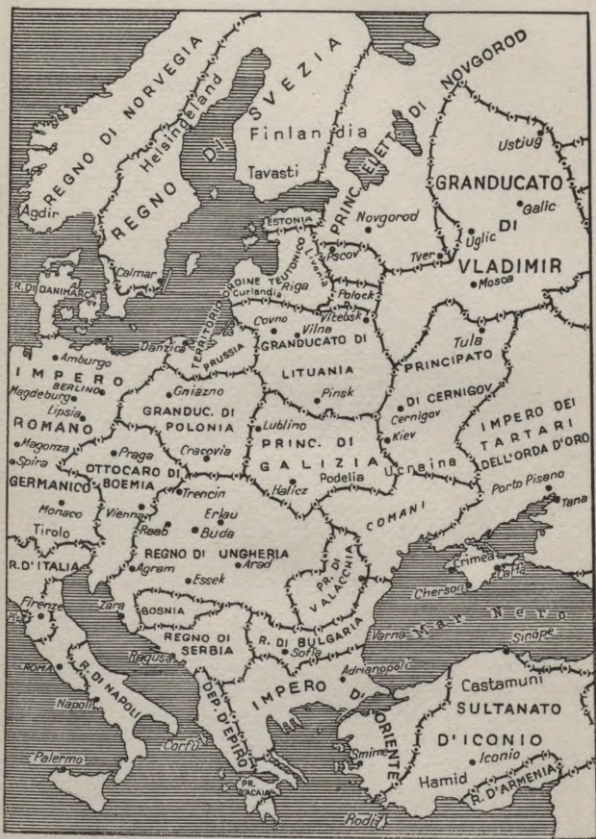 REGNO DI NORVEGIA
Helsingeland
REGNO DI SVEZIA
Finlandia
Tavasti
Agdir
Calmar
R. DI DANIMARCA
PRINC. ELETT. DI NOVGOROD
Novgorod
Pscov
Ustiug
GRANDUCATO
DI
VLADIMIR
Galic
Uglic
Tver
Mosca
ESTONIA
Livonia
TERRITORIO ORDINE TEUTONICO
Curlandia
Riga
Polock
Vitebsk
Covno
Vilna
GRANDUCATO DI
LITUANIA
Pinsk
Danzica
PRUSSIA
Tula
PRINCIPATO
DI CERNIGOV
Cernigov
Kiev
Ucraina
IMPERO DEI
TARTARI
DELL'ORDA D'ORO
Porto Pisano
Tana
IMPERO
ROMANO
GERMANICO
Amburgo
BERLINO
Magdeburg
Lipsia
Magonza
Spira
Monaco
Tirolo
Gniazno
GRANDUC. DI
POLONIA
Cracovia
Praga
OTTOCARO DI
BOEMIA
Vienna
Lublino
PRINC. DI
GALIZIA
Halicz
Podelia
COMANI
Trencin
Erlau
Raab
Buda
REGNO DI UNGHERIA
Agram
Arad
Essek
PR. DI
VALACCHIA
R. D'ITALIA
Firenze
ROMA
R. DI NAPOLI
Napoli
Palermo
Zara
BOSNIA
REGNO DI
SERBIA
Ragusa
R. DI BULGARIA
Sofia
Varna
Crimea
Caffa
Cherson
Mar Nero
Sinope
Adrianopoli
IMPERO D'ORIENTE
DEP. D'EPIRO
Corfù
PR.
D'ACAIA
Smirne
Rodi
Castamuni
SULTANATO
D'ICONIO
Iconio
Hamid
R. D'ARMENIA